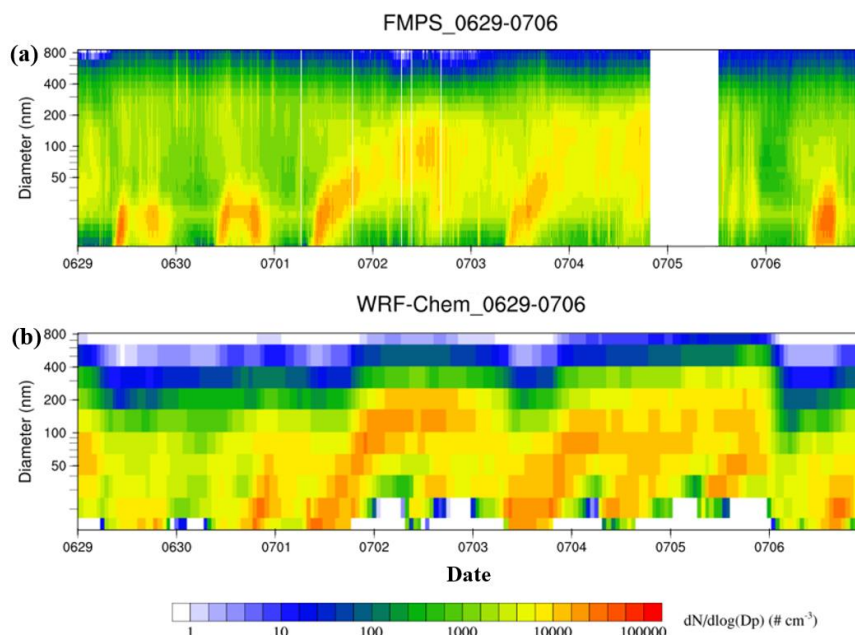 FMPS_0629-0706
(a)
800
400
200
100
50
Diameter (nm)
0629 0630 0701 0702 0703 0704 0705 0706
WRF-Chem_0629-0706
(b)
800
400
200
100
50
Diameter (nm)
0629 0630 0701 0702 0703 0704 0705 0706
Date
1 10 100 1000 10000 100000
dN/dlog(Dp) (# cm⁻³)